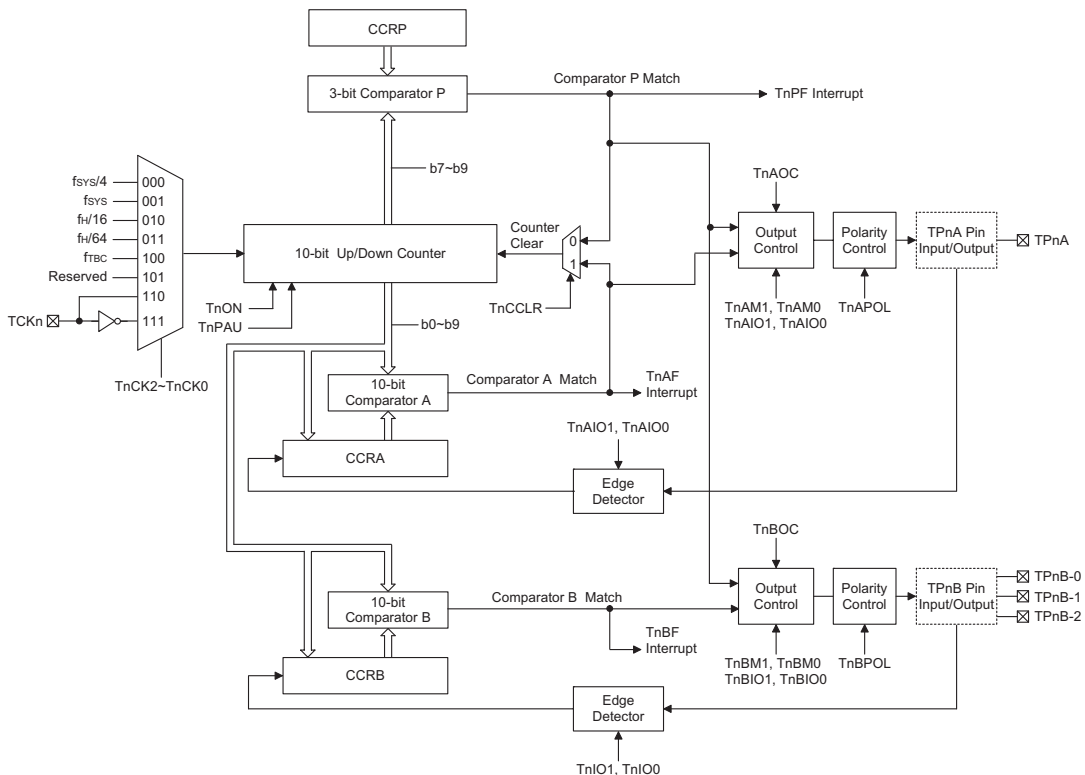 CCRP
3-bit Comparator P
Comparator P Match
TnPF Interrupt
b7~b9
fSYS/4
000
fSYS
001
fH/16
010
fH/64
011
fTBC
100
Reserved
101
110
TCKn
111
TnCK2~TnCK0
10-bit Up/Down Counter
TnON
TnPAU
Counter
Clear
0
1
TnCCLR
b0~b9
TnAOC
Output
Control
Polarity
Control
TPnA Pin
Input/Output
TPnA
TnAM1, TnAM0
TnAIO1, TnAIO0
TnAPOL
10-bit
Comparator A
Comparator A Match
TnAF
Interrupt
CCRA
TnAIO1, TnAIO0
Edge
Detector
TnBOC
10-bit
Comparator B
Comparator B Match
TnBF
Interrupt
Output
Control
Polarity
Control
TPnB Pin
Input/Output
TPnB-0
TPnB-1
TPnB-2
TnBM1, TnBM0
TnBIO1, TnBIO0
TnBPOL
CCRB
Edge
Detector
TnIO1, TnIO0